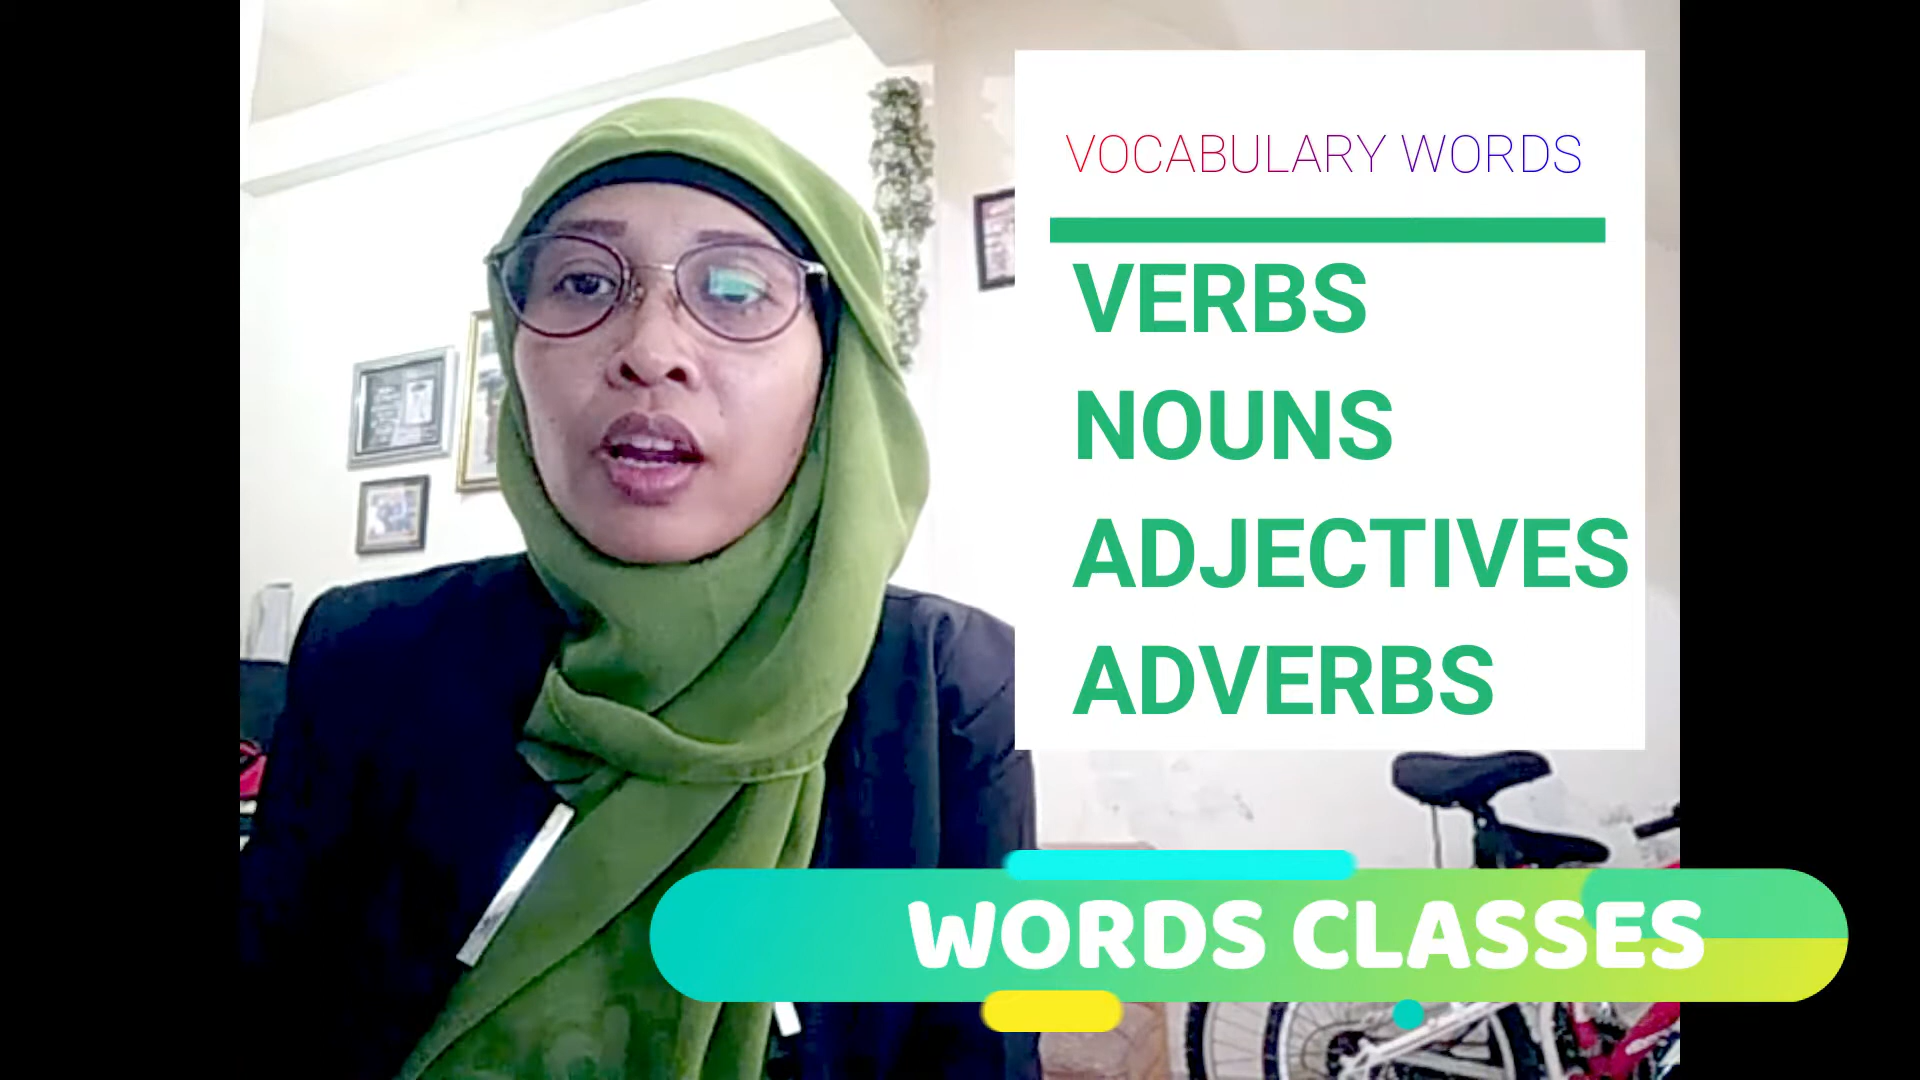 VOCABULARY WORDS
VERBS
NOUNS
ADJECTIVES
ADVERBS
WORDS CLASSES